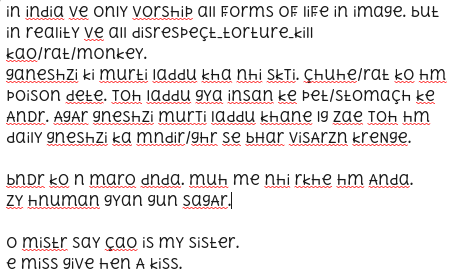 in india ve only vorship all forms of life in image. but
in reality ve all disrespeçt_torture_kill
kao/rat/monkey.
ganeshzi ki murti laddu kha nhi skTi. çhuhe/rat ko hm
poison dete. Toh laddu gya insan ke pet/stomaçh ke
AnDr. AgAr gneshzi murTi laddu khane lg zae Toh hm
daily gneshzi ka mndir/ghr se bHAr ViSArzn kreNge.
bnDr ko n maro dnda. muh me nhi rkhe hm Anda.
zy hnuman gyan gun sagAr.
O mistr say çao is my sister.
e miss give hen A kiss.